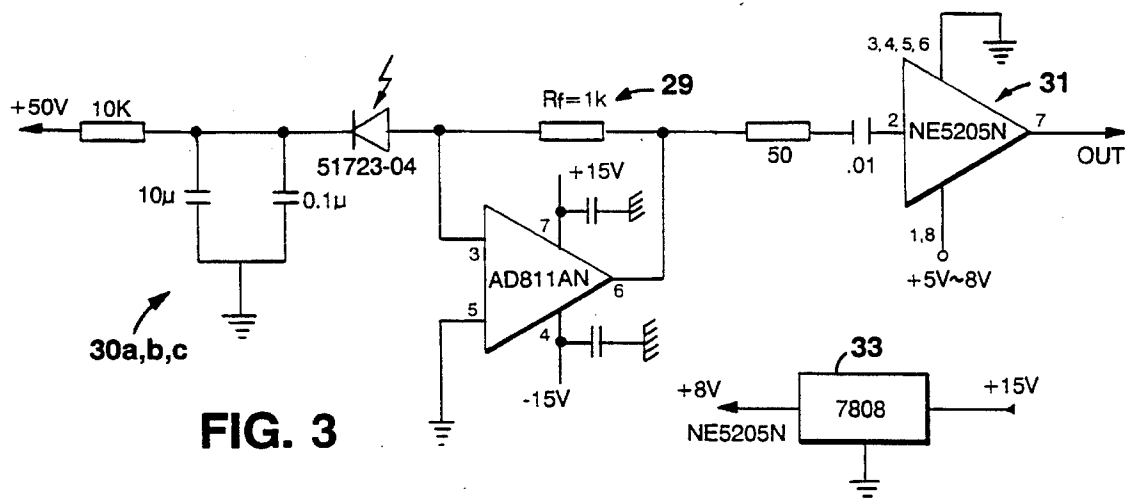 3, 4, 5, 6
31
+50V
10K
Rf=1k
29
2
NE5205N
7
OUT
51723-04
50
.01
10µ
0.1µ
+15V
7
3
AD811AN
6
5
4
-15V
1,8
+5V~8V
30a,b,c
33
+8V
7808
+15V
NE5205N
FIG. 3